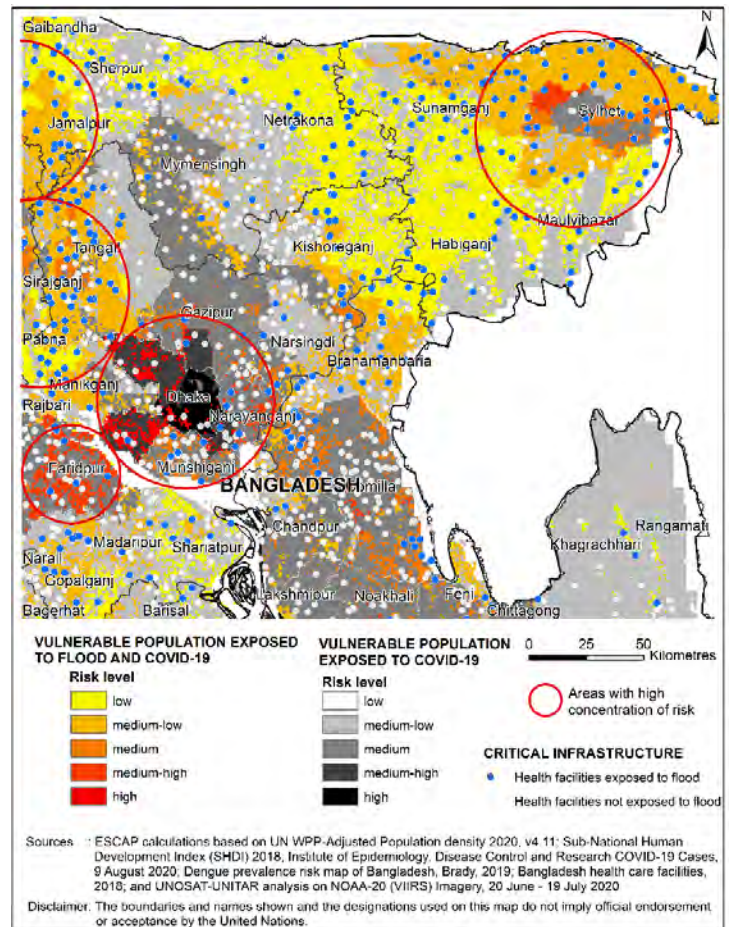 Gaibandha
N
Sherpur
Sunamganj
Sylhet
Jamalpur
Netrakona
Mymensingh
Maulvibazar
Kishoreganj
Habiganj
Tangail
Sirajganj
Gazipur
Narsingdi
Pabna
Branamanbaria
Manikganj
Dhaka
Rajbari
Narayanganj
Faridpur
Munshiganj
BANGLADESH
Chandpur
Rangamati
Khagrachhari
Madaripur
Shariatpur
Narail
Gopalganj
Lakshmipur
Noakhali
Feni
Bagerhat
Barisal
Chittagong
VULNERABLE POPULATION EXPOSED
TO FLOOD AND COVID-19
Risk level
low
medium-low
medium
medium-high
high
VULNERABLE POPULATION
EXPOSED TO COVID-19
Risk level
low
medium-low
medium
medium-high
high
0 25 50
Kilometres
Areas with high
concentration of risk
CRITICAL INFRASTRUCTURE
Health facilities exposed to flood
Health facilities not exposed to flood
Sources : ESCAP calculations based on UN WPP-Adjusted Population density 2020, v4.11; Sub-National Human
Development Index (SHDI) 2018, Institute of Epidemiology, Disease Control and Research COVID-19 Cases,
9 August 2020; Dengue prevalence risk map of Bangladesh, Brady, 2019; Bangladesh health care facilities,
2018; and UNOSAT-UNITAR analysis on NOAA-20 (VIIRS) Imagery, 20 June - 19 July 2020
Disclaimer: The boundaries and names shown and the designations used on this map do not imply official endorsement
or acceptance by the United Nations.